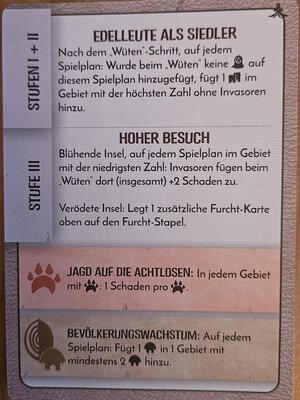 STUFEN I + II
EDELLEUTE ALS SIEDLER
Nach dem „Wüten“-Schritt, auf jedem
Spielplan: Wurde beim „Wüten“ keine auf
diesem Spielplan hinzugefügt, fügt 1 im
Gebiet mit der höchsten Zahl ohne Invasoren
hinzu.
STUFE III
HOHER BESUCH
Blühende Insel, auf jedem Spielplan im Gebiet
mit der niedrigsten Zahl: Invasoren fügen beim
„Wüten“ dort (insgesamt) +2 Schaden zu.
Verödete Insel: Legt 1 zusätzliche Furcht-Karte
oben auf den Furcht-Stapel.
JAGD AUF DIE ACHTLOSEN: In jedem Gebiet
mit : 1 Schaden pro .
BEVÖLKERUNGSWACHSTUM: Auf jedem
Spielplan: Fügt 1 in 1 Gebiet mit
mindestens 2 hinzu.